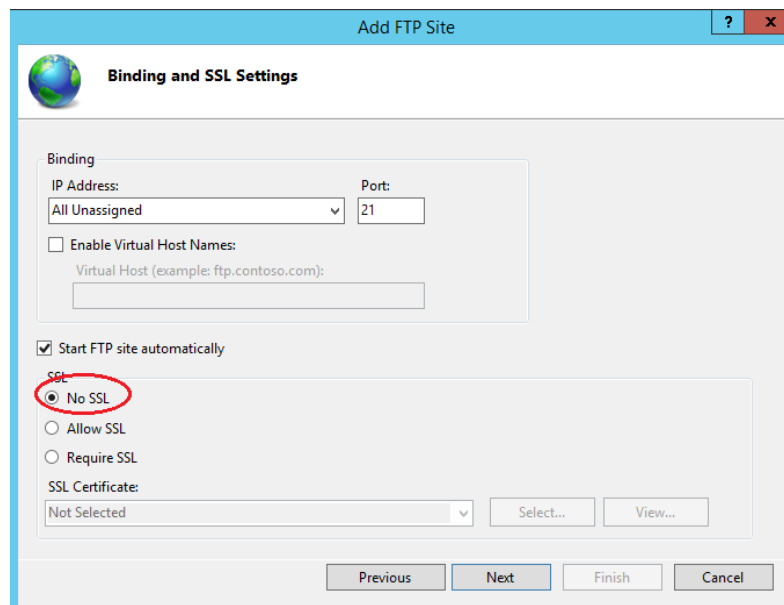 Add FTP Site
? x
Binding and SSL Settings
Binding
IP Address: Port:
All Unassigned 21
Enable Virtual Host Names:
Virtual Host (example: ftp.contoso.com):
Start FTP site automatically
SSL
No SSL
Allow SSL
Require SSL
SSL Certificate:
Not Selected Select... View...
Previous Next Finish Cancel